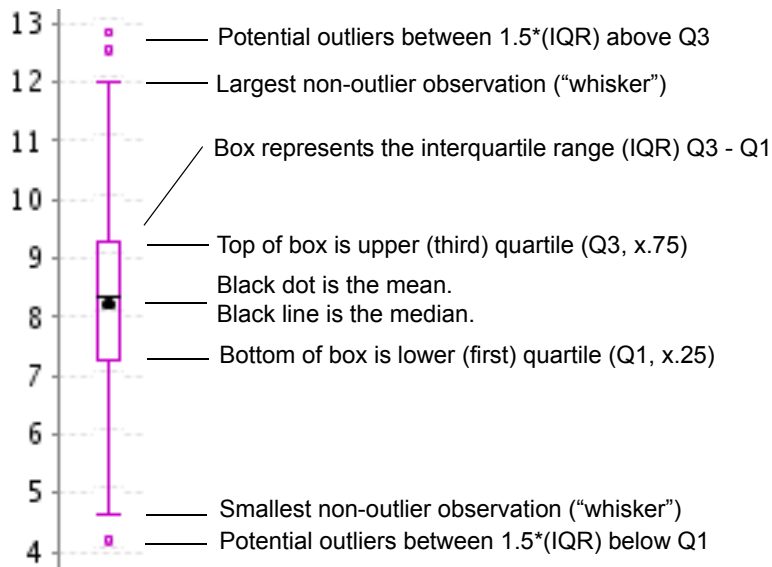 13
Potential outliers between 1.5*(IQR) above Q3
12
Largest non-outlier observation (“whisker”)
11
Box represents the interquartile range (IQR) Q3 - Q1
10
9
Top of box is upper (third) quartile (Q3, x.75)
Black dot is the mean.
8
Black line is the median.
Bottom of box is lower (first) quartile (Q1, x.25)
7
6
5
Smallest non-outlier observation (“whisker”)
4
Potential outliers between 1.5*(IQR) below Q1